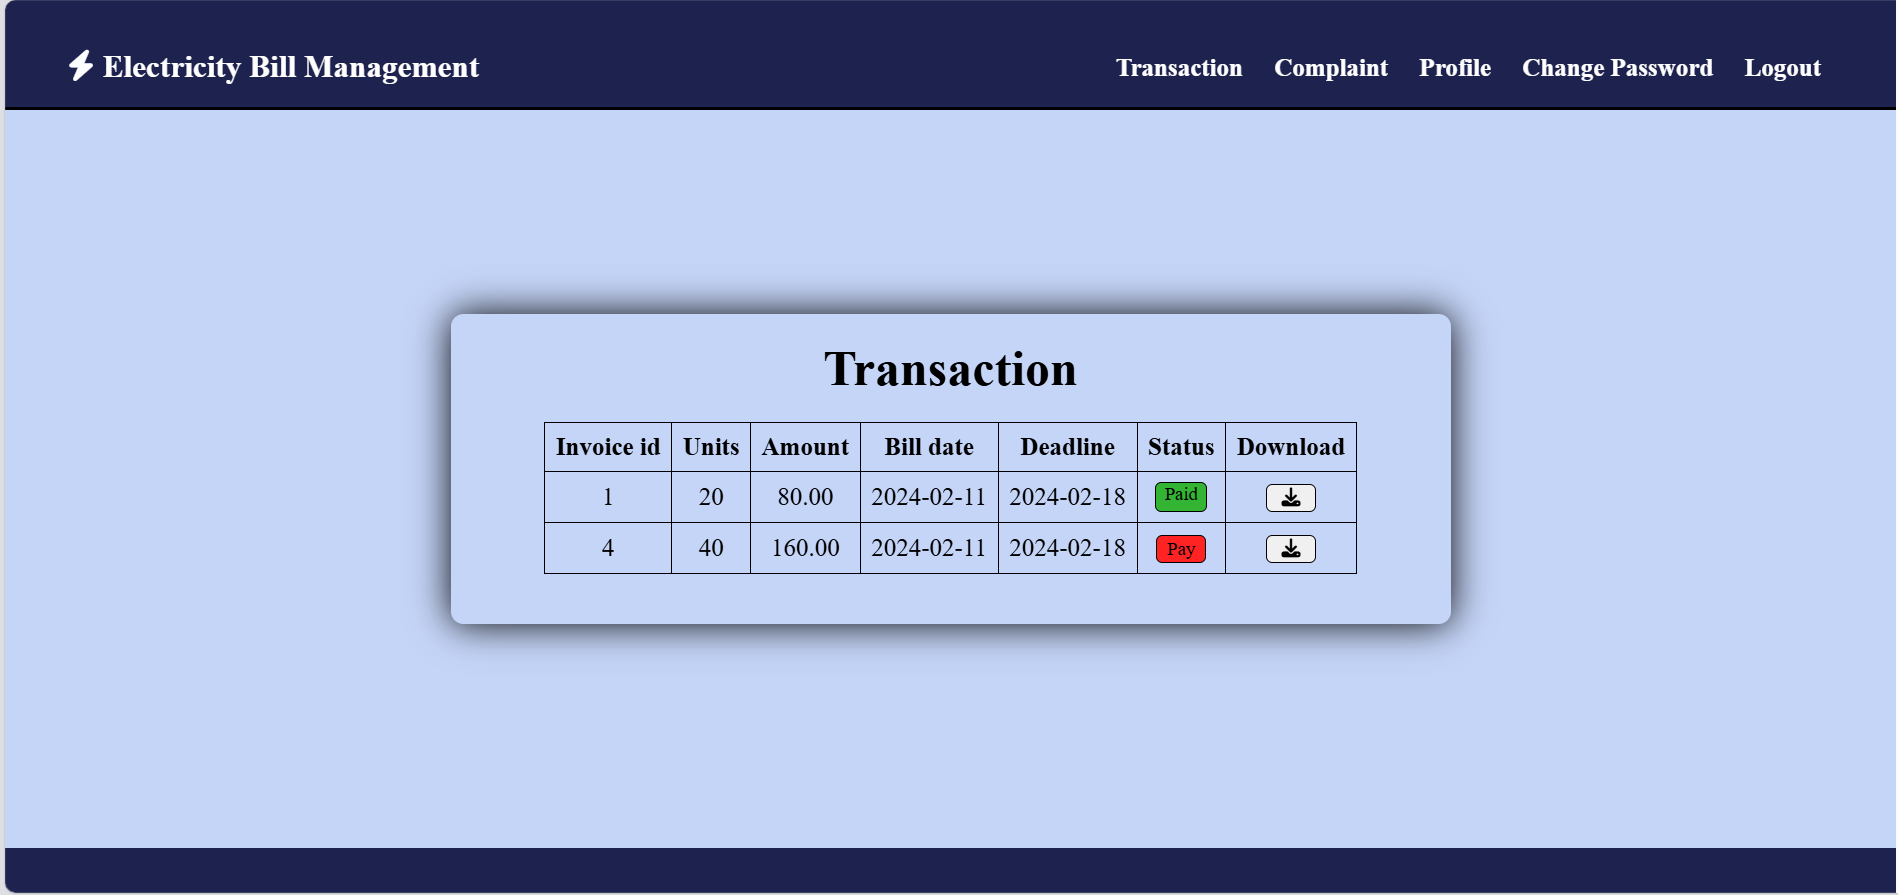 Electricity Bill Management Transaction Complaint Profile Change Password Logout
Transaction
Invoice id Units Amount Bill date Deadline Status Download
1 20 80.00 2024-02-11 2024-02-18 Paid
4 40 160.00 2024-02-11 2024-02-18 Pay